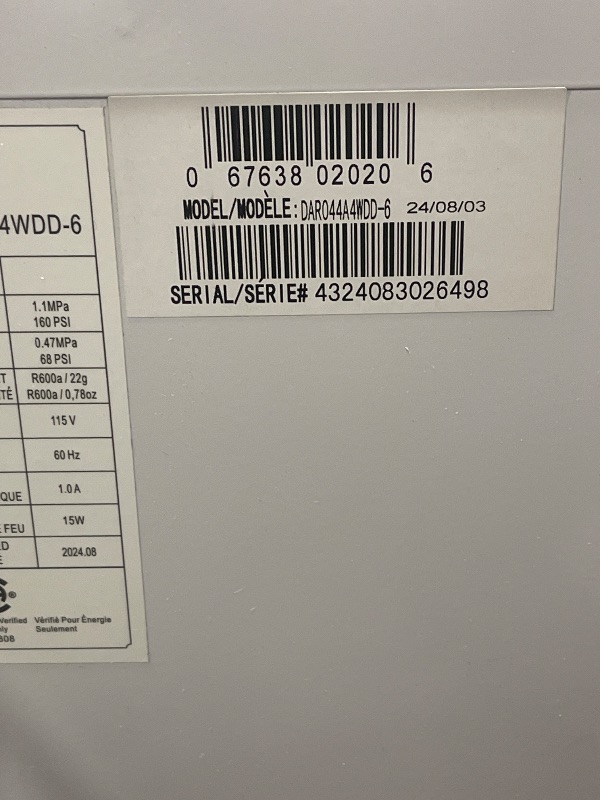 0 67638 02020 6
MODEL/MODÈLE: DAR044A4WDD-6 24/08/03
SERIAL/SÉRIE# 4324083026498
4WDD-6
1.1MPa
160 PSI
0.47MPa
68 PSI
T R600a / 22g
TÉ R600a / 0,78oz
115 V
60 Hz
QUE 1.0 A
FEU 15W
D 2024.08
E
Verified Vérifié Pour Énergie
ly Seulement
808